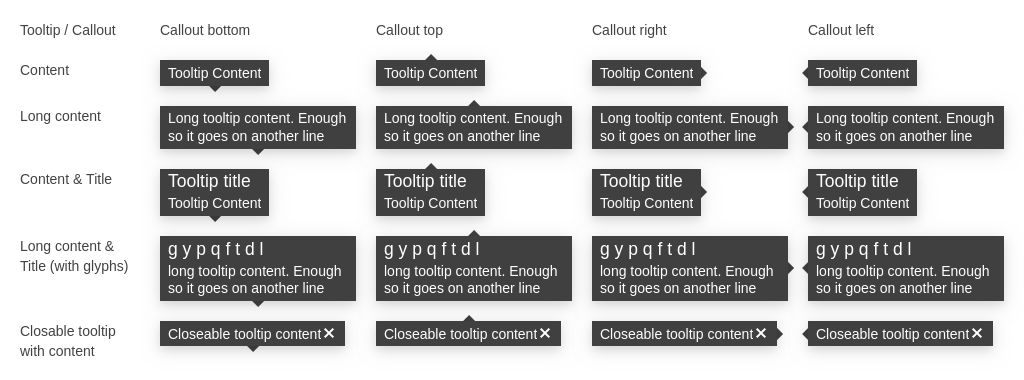 Tooltip / Callout Callout bottom Callout top Callout right Callout left
Content Tooltip Content Tooltip Content Tooltip Content Tooltip Content
Long content Long tooltip content. Enough Long tooltip content. Enough Long tooltip content. Enough Long tooltip content. Enough
so it goes on another line so it goes on another line so it goes on another line so it goes on another line
Content & Title Tooltip title Tooltip title Tooltip title Tooltip title
Tooltip Content Tooltip Content Tooltip Content Tooltip Content
Long content & g y p q f t d l g y p q f t d l g y p q f t d l g y p q f t d l
Title (with glyphs) long tooltip content. Enough long tooltip content. Enough long tooltip content. Enough long tooltip content. Enough
so it goes on another line so it goes on another line so it goes on another line so it goes on another line
Closable tooltip Closeable tooltip content Closeable tooltip content Closeable tooltip content Closeable tooltip content
with content